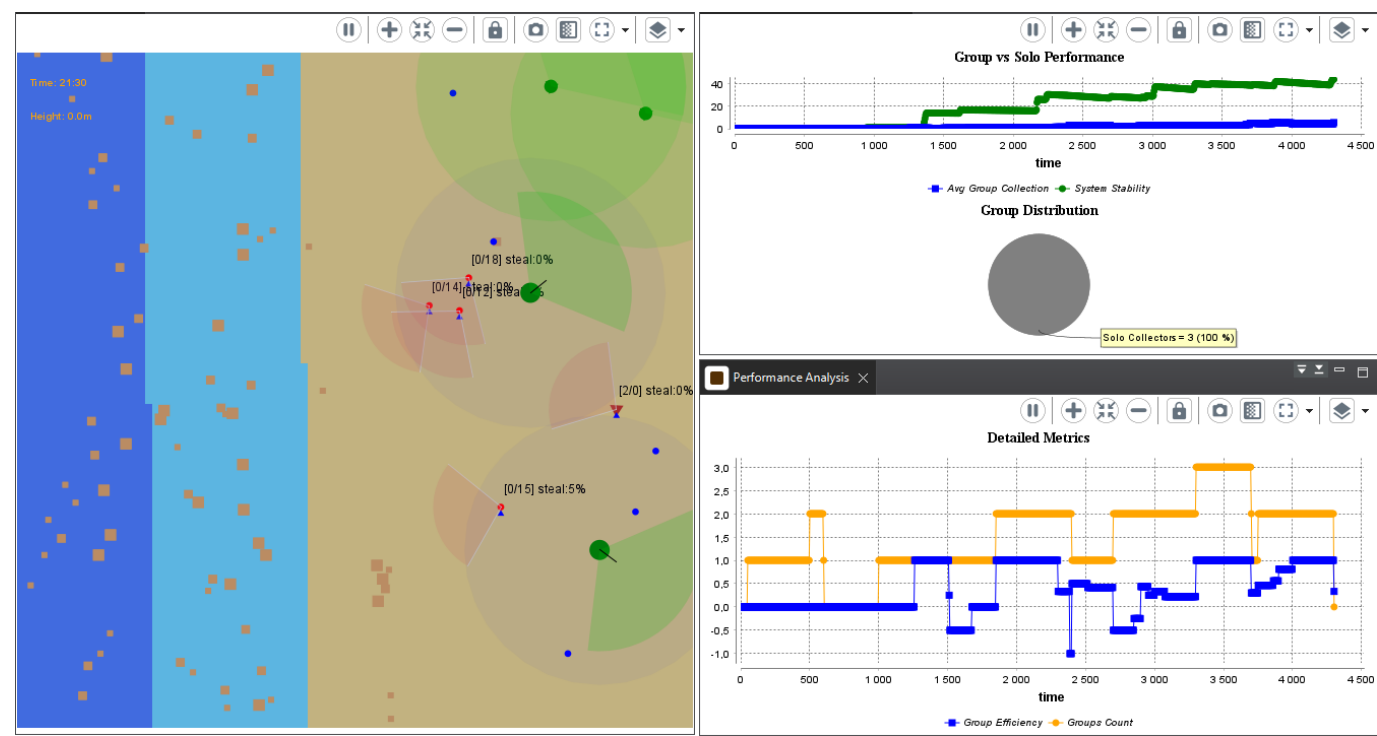 Time: 21:30
Height: 0.0m
[0/18] steal:0%
[0/14] steal:0%
[0/12] steal
[2/0] steal:0%
[0/15] steal:5%
Group vs Solo Performance
40
20
0
0 500 1 000 1 500 2 000 2 500 3 000 3 500 4 000 4 500
time
Avg Group Collection System Stability
Group Distribution
Solo Collectors = 3 (100 %)
Performance Analysis
Detailed Metrics
3,0
2,5
2,0
1,5
1,0
0,5
0,0
-0,5
-1,0
0 500 1 000 1 500 2 000 2 500 3 000 3 500 4 000 4 500
time
Group Efficiency Groups Count